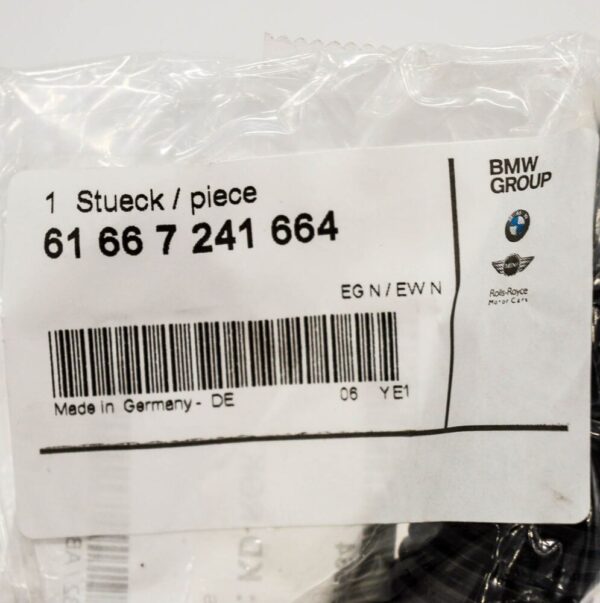 1 Stueck / piece
61 66 7 241 664
EG N / EW N
Made in Germany - DE 06 YE1
BMW
GROUP
MINI
Rolls-Royce
Motor Cars